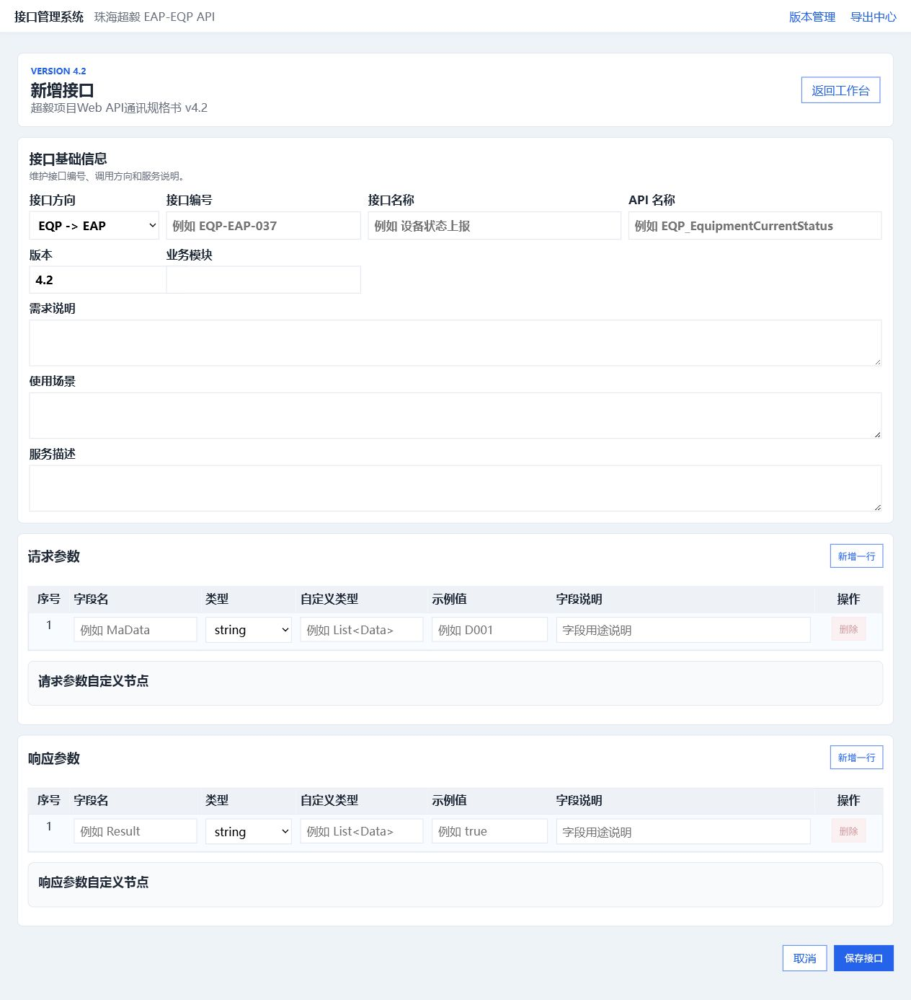 接口管理系统 珠海超毅 EAP-EQP API 版本管理 导出中心
VERSION 4.2
新增接口
超毅项目Web API通讯规格书 v4.2
返回工作台
接口基础信息
维护接口编号、调用方向和服务说明。
接口方向 接口编号 接口名称 API 名称
EQP -> EAP 例如 EQP-EAP-037 例如 设备状态上报 例如 EQP_EquipmentCurrentStatus
版本 业务模块
4.2
需求说明
使用场景
服务描述
请求参数 新增一行
序号 字段名 类型 自定义类型 示例值 字段说明 操作
1 例如 MaData string 例如 List<Data> 例如 D001 字段用途说明 删除
请求参数自定义节点
响应参数 新增一行
序号 字段名 类型 自定义类型 示例值 字段说明 操作
1 例如 Result string 例如 List<Data> 例如 true 字段用途说明 删除
响应参数自定义节点
取消 保存接口